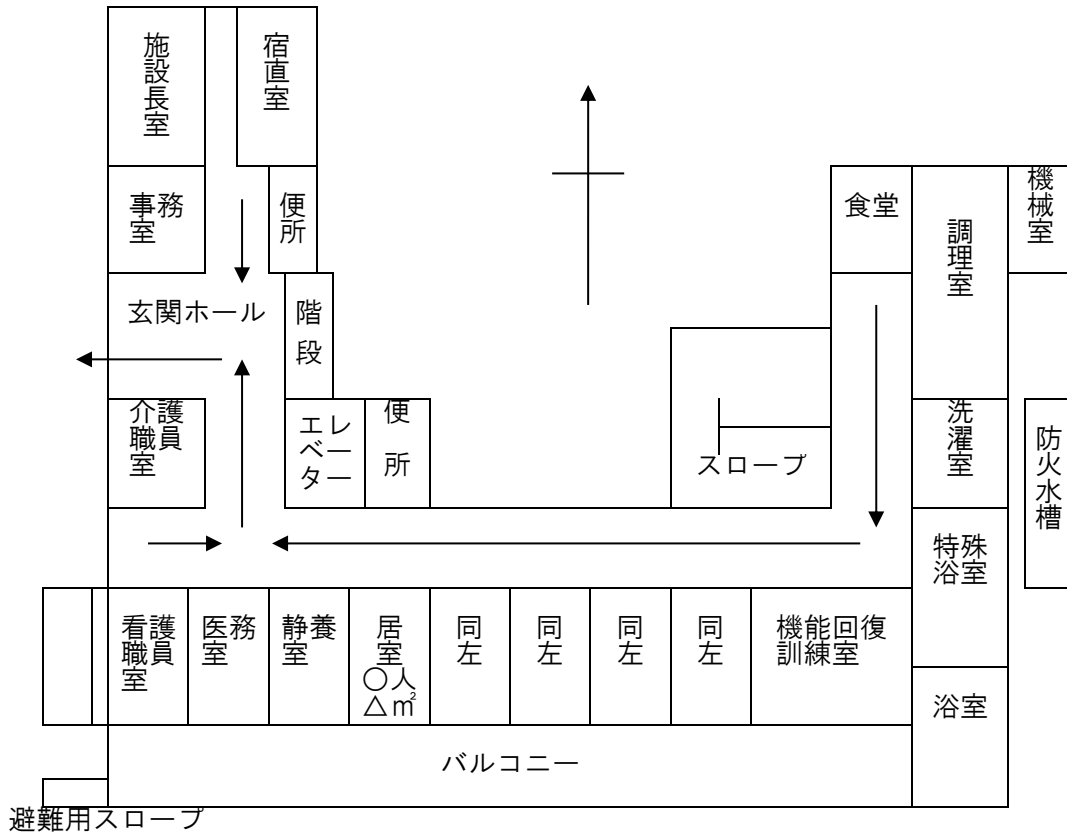 施設長室
宿直室
事務
室
便所
食堂
調理室
機械室
玄関ホール
階段
介護
職員
室
エレ
ベー
ター
便所
スロープ
洗濯室
防火水槽
特殊
浴室
看護
職員
室
医務
室
静養
室
居
室
〇人
△㎡
同左
同左
同左
同左
機能回復
訓練室
浴室
バルコニー
避難用スロープ